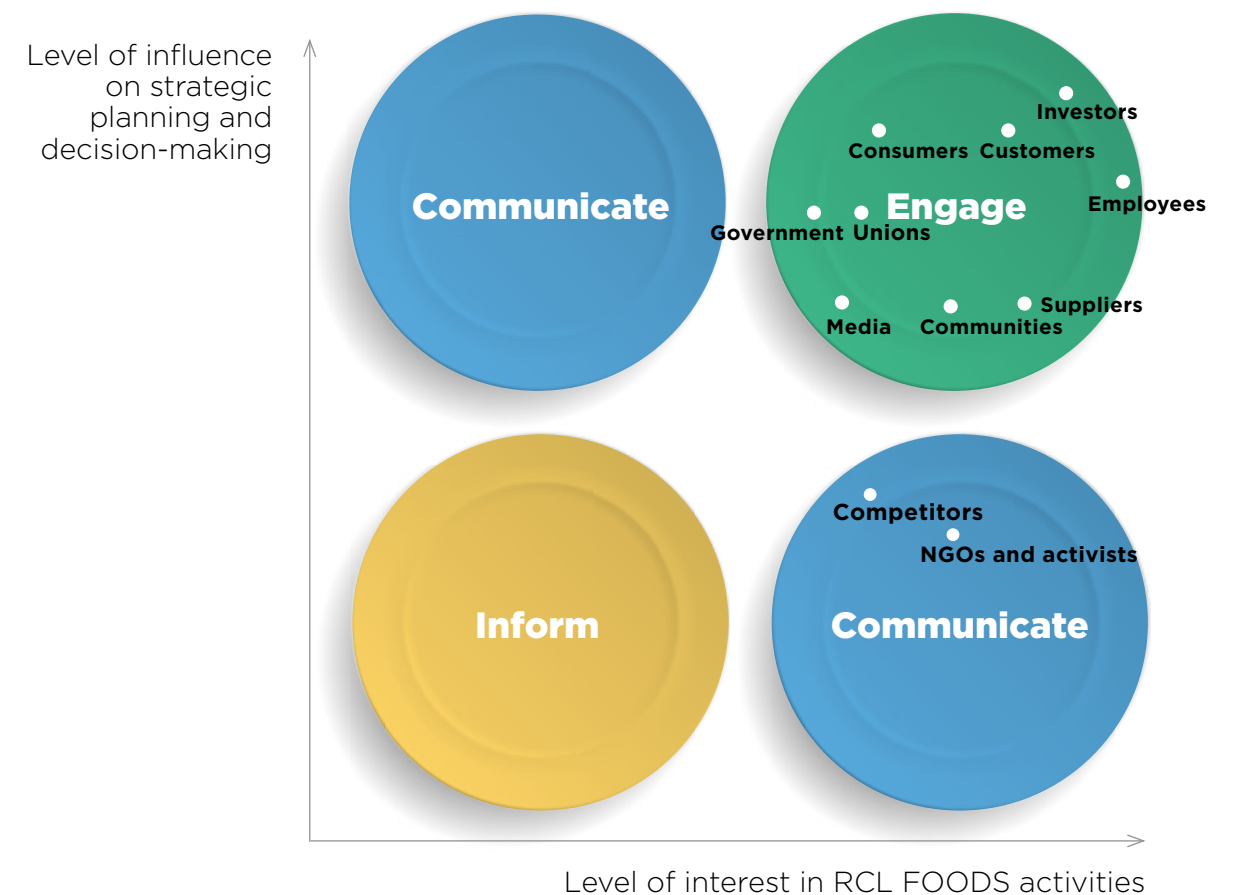 Level of influence
on strategic
planning and
decision-making
Investors
Consumers
Customers
Communicate
Engage
Employees
Government
Unions
Suppliers
Media
Communities
Competitors
NGOs and activists
Inform
Communicate
Level of interest in RCL FOODS activities